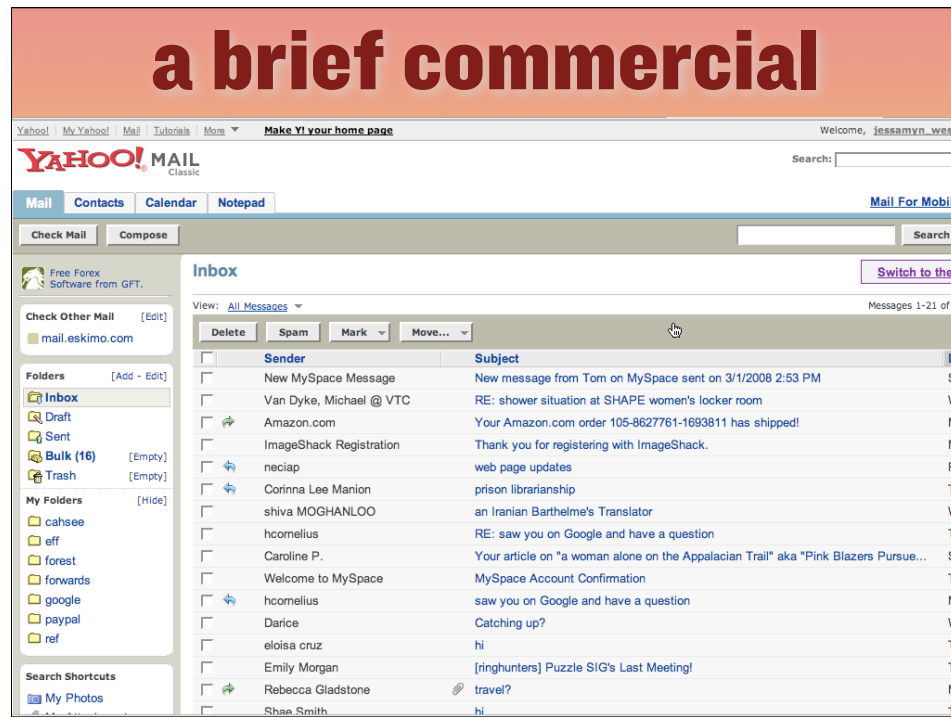 a brief commercial
Yahoo! My Yahoo! Mail Tutorials More Make Y! your home page Welcome, jessamyn_wes
YAHOO! MAIL
Classic
Search:
Mail Contacts Calendar Notepad Mail For Mobi
Check Mail Compose Search
Free Forex
Software from GFT.
Inbox
Switch to the
View: All Messages Messages 1-21 of
Check Other Mail [Edit]
mail.eskimo.com
Delete Spam Mark Move...
Sender Subject
Folders [Add - Edit]
Inbox
Draft
Sent
Bulk (16) [Empty]
Trash [Empty]
My Folders [Hide]
cahsee
eff
forest
forwards
google
paypal
ref
Search Shortcuts
My Photos
New MySpace Message New message from Tom on MySpace sent on 3/1/2008 2:53 PM
Van Dyke, Michael @ VTC RE: shower situation at SHAPE women's locker room
Amazon.com Your Amazon.com order 105-8627761-1693811 has shipped!
ImageShack Registration Thank you for registering with ImageShack.
neciap web page updates
Corinna Lee Manion prison librarianship
shiva MOGHANLOO an Iranian Barthelme's Translator
hcornelius RE: saw you on Google and have a question
Caroline P. Your article on "a woman alone on the Appalacian Trail" aka "Pink Blazers Pursue...
Welcome to MySpace MySpace Account Confirmation
hcornelius saw you on Google and have a question
Darice Catching up?
eloisa cruz hi
Emily Morgan [ringhunters] Puzzle SIG's Last Meeting!
Rebecca Gladstone travel?
Shae Smith hi